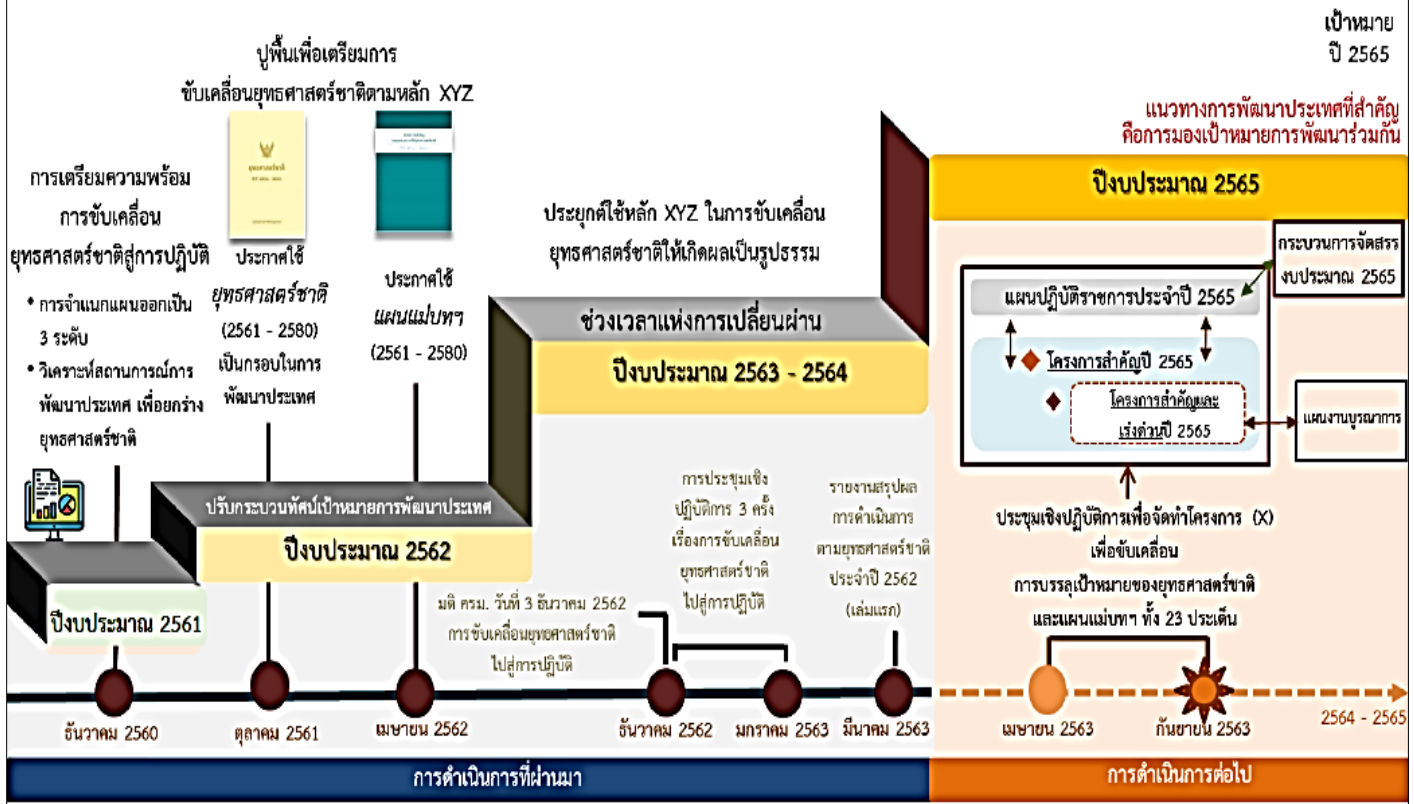 เป้าหมาย
ปี 2565
แนวทางการพัฒนาประเทศที่สำคัญ
คือการมองเป้าหมายการพัฒนาร่วมกัน
ปูพื้นเพื่อเตรียมการ
ขับเคลื่อนยุทธศาสตร์ชาติตามหลัก XYZ
การเตรียมความพร้อม
การขับเคลื่อน
ยุทธศาสตร์ชาติสู่การปฏิบัติ
• การจำแนกแผนออกเป็น
3 ระดับ
• วิเคราะห์สถานการณ์การ
พัฒนาประเทศ เพื่อยกร่าง
ยุทธศาสตร์ชาติ
ยุทธศาสตร์ชาติ
ประกาศใช้
ยุทธศาสตร์ชาติ
(2561 - 2580)
เป็นกรอบในการ
พัฒนาประเทศ
ประกาศใช้
แผนแม่บทฯ
(2561 - 2580)
ประยุกต์ใช้หลัก XYZ ในการขับเคลื่อน
ยุทธศาสตร์ชาติให้เกิดผลเป็นรูปธรรม
ช่วงเวลาแห่งการเปลี่ยนผ่าน
ปีงบประมาณ 2563 - 2564
ปรับกระบวนทัศน์เป้าหมายการพัฒนาประเทศ
ปีงบประมาณ 2562
ปีงบประมาณ 2561
ปีงบประมาณ 2565
กระบวนการจัดสรร
งบประมาณ 2565
แผนปฏิบัติราชการประจำปี 2565
โครงการสำคัญปี 2565
โครงการสำคัญและ
เร่งด่วนปี 2565
แผนงานบูรณาการ
ประชุมเชิงปฏิบัติการเพื่อจัดทำโครงการ (X)
เพื่อขับเคลื่อน
การบรรลุเป้าหมายของยุทธศาสตร์ชาติ
และแผนแม่บทฯ ทั้ง 23 ประเด็น
มติ ครม. วันที่ 3 ธันวาคม 2562
การขับเคลื่อนยุทธศาสตร์ชาติ
ไปสู่การปฏิบัติ
การประชุมเชิง
ปฏิบัติการ 3 ครั้ง
เรื่องการขับเคลื่อน
ยุทธศาสตร์ชาติ
ไปสู่การปฏิบัติ
รายงานสรุปผล
การดำเนินการ
ตามยุทธศาสตร์ชาติ
ประจำปี 2562
(เล่มแรก)
ธันวาคม 2560
ตุลาคม 2561
เมษายน 2562
ธันวาคม 2562
มกราคม 2563
มีนาคม 2563
เมษายน 2563
กันยายน 2563
2564 - 2565
การดำเนินการที่ผ่านมา
การดำเนินการต่อไป